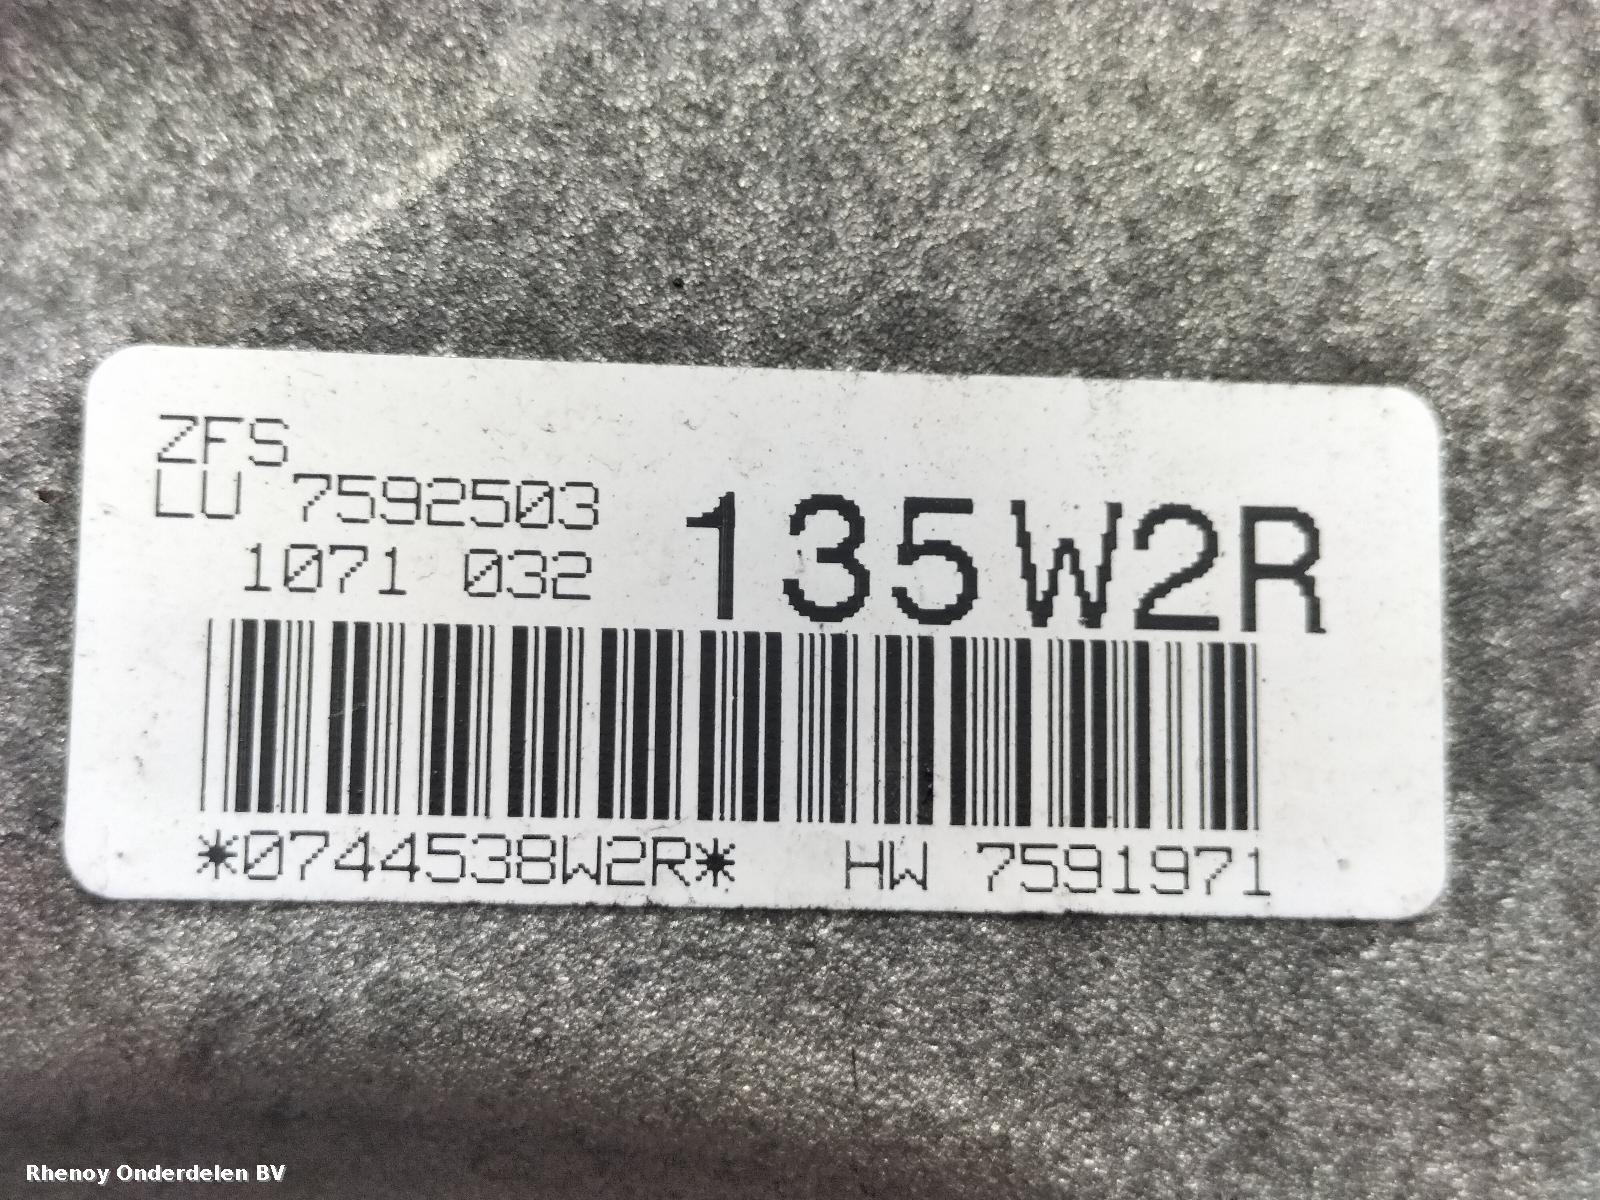 ZFS
LU 7592503
1071 032
135W2R
*0744538W2R* HW 7591971
Rhenoy Onderdelen BV